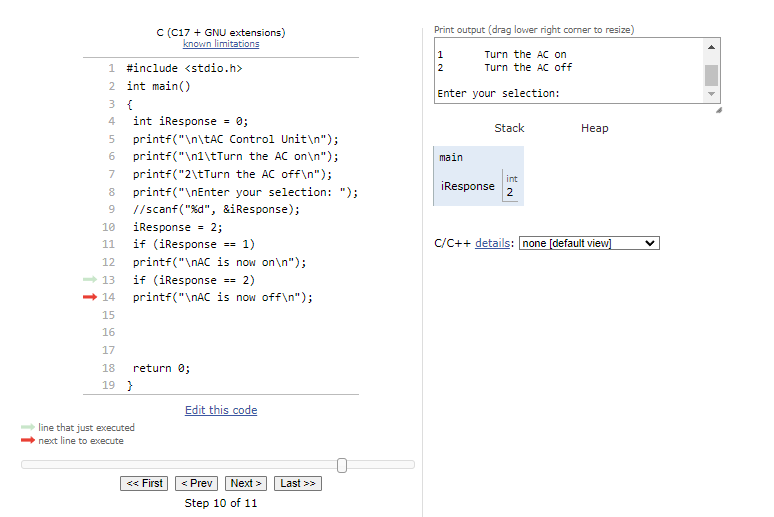 C (C17 + GNU extensions)
known limitations
1 #include <stdio.h>
2 int main()
3 {
4 int iResponse = 0;
5 printf("\n\tAC Control Unit\n");
6 printf("\n1\tTurn the AC on\n");
7 printf("2\tTurn the AC off\n");
8 printf("\nEnter your selection: ");
9 //scanf("%d", &iResponse);
10 iResponse = 2;
11 if (iResponse == 1)
12 printf("\nAC is now on\n");
13 if (iResponse == 2)
14 printf("\nAC is now off\n");
15
16
17
18 return 0;
19 }
Edit this code
line that just executed
next line to execute
<< First < Prev Next > Last >>
Step 10 of 11
Print output (drag lower right corner to resize)
1 Turn the AC on
2 Turn the AC off
Enter your selection:
Stack Heap
main
iResponse int
2
C/C++ details: none [default view]